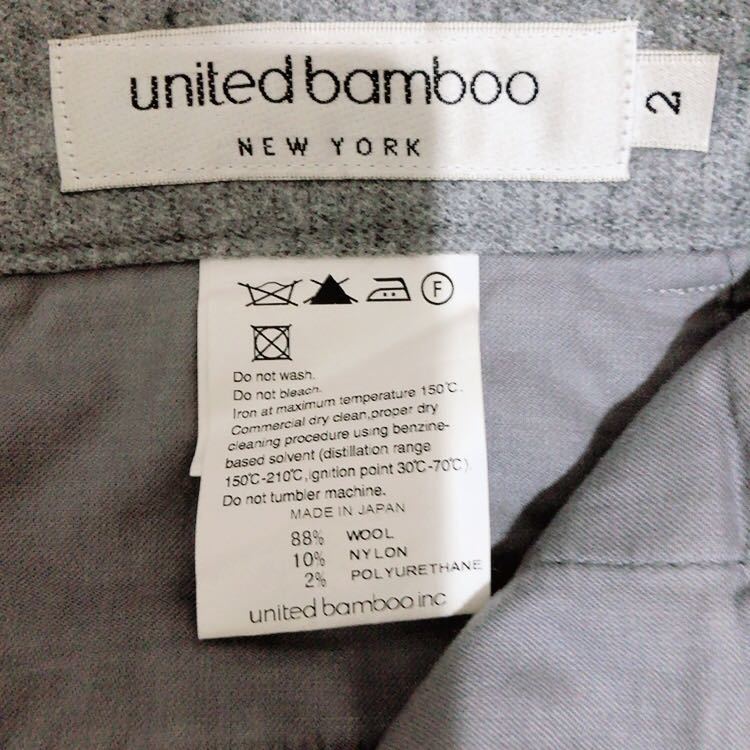 united bamboo
NEW YORK
2
F
Do not wash.
Do not bleach.
Iron at maximum temperature 150℃.
Commercial dry clean,proper dry
cleaning procedure using benzine-
based solvent (distillation range
150℃-210℃,ignition point 30℃-70℃)
Do not tumbler machine.
MADE IN JAPAN
88% WOOL
10% NYLON
2% POLYURETHANE
united bamboo inc